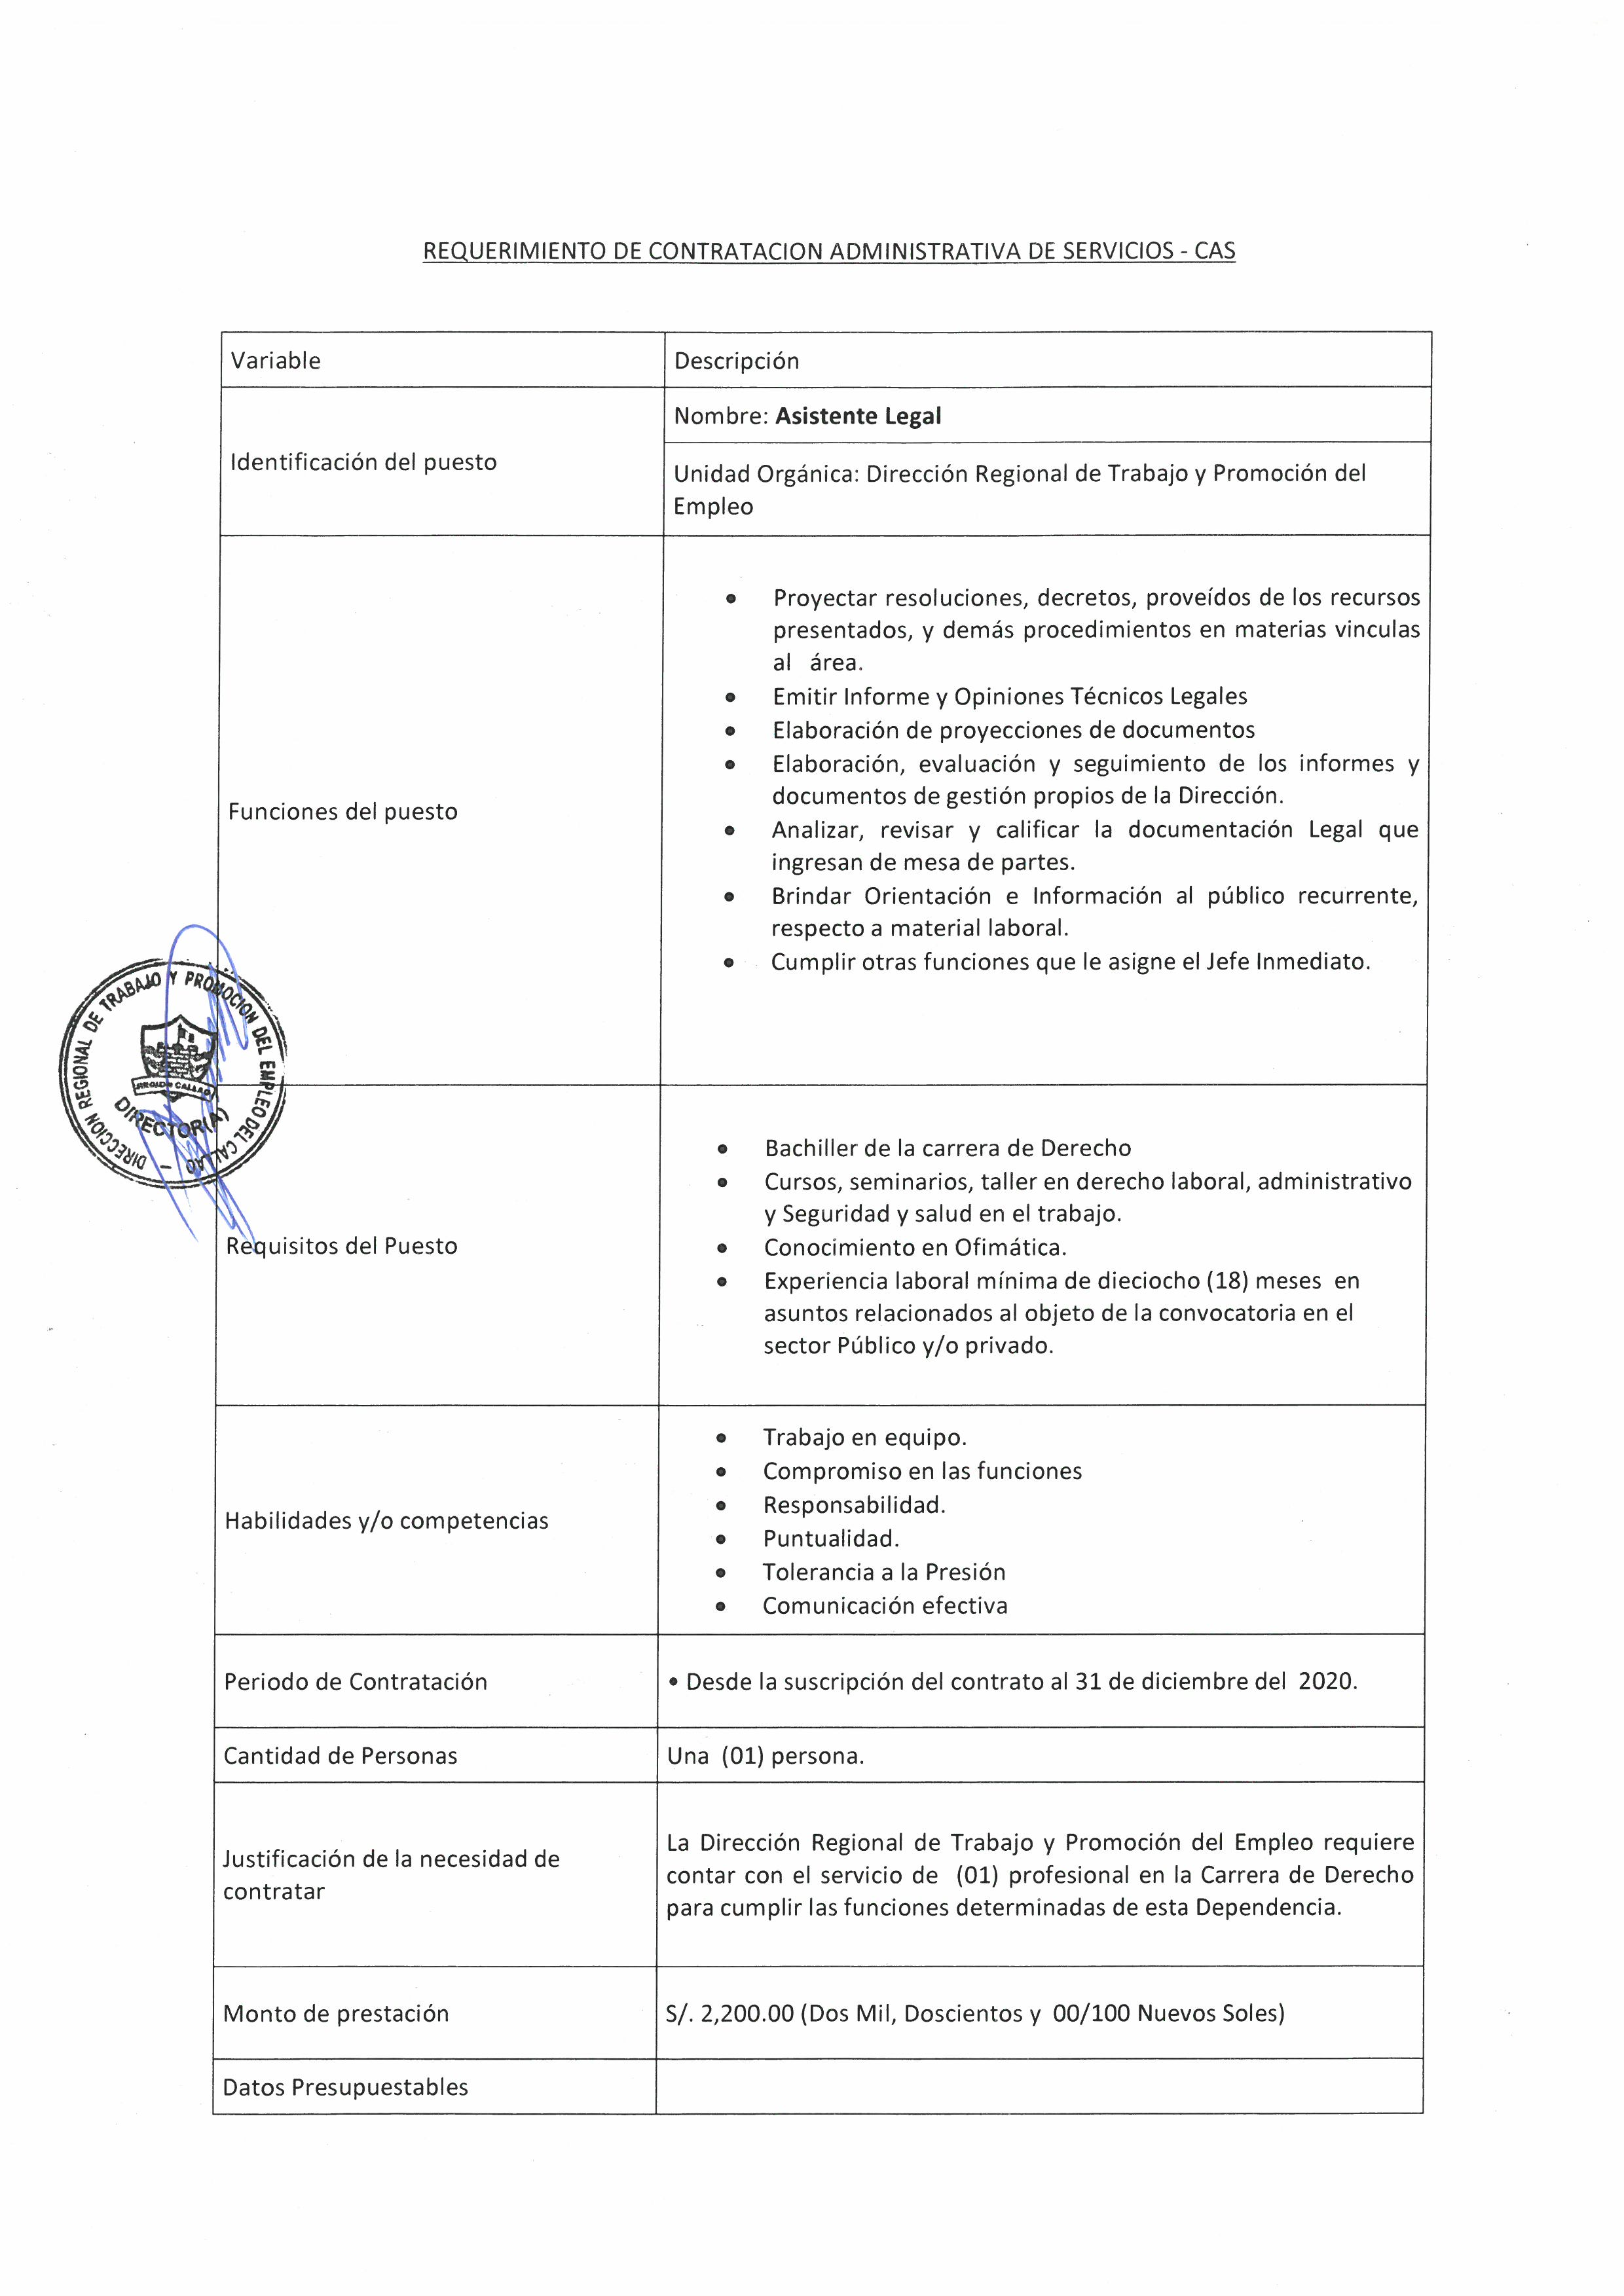 REQUERIMIENTO DE CONTRATACION ADMINISTRATIVA DE SERVICIOS - CAS
Variable
Descripción
Identificación del puesto
Nombre: Asistente Legal
Unidad Orgánica: Dirección Regional de Trabajo y Promoción del
Empleo
Funciones del puesto
• Proyectar resoluciones, decretos, proveídos de los recursos
presentados, y demás procedimientos en materias vinculas
al área.
• Emitir Informe y Opiniones Técnicos Legales
• Elaboración de proyecciones de documentos
• Elaboración, evaluación y seguimiento de los informes y
documentos de gestión propios de la Dirección.
• Analizar, revisar y calificar la documentación Legal que
ingresan de mesa de partes.
• Brindar Orientación e Información al público recurrente,
respecto a material laboral.
• Cumplir otras funciones que le asigne el Jefe Inmediato.
DIRECCION REGIONAL DE TRABAJO Y PROMOCION DEL EMPLEO DEL CALLAO –
REGION CALLAO
DIRECTOR(A)
Requisitos del Puesto
• Bachiller de la carrera de Derecho
• Cursos, seminarios, taller en derecho laboral, administrativo
y Seguridad y salud en el trabajo.
• Conocimiento en Ofimática.
• Experiencia laboral mínima de dieciocho (18) meses en
asuntos relacionados al objeto de la convocatoria en el
sector Público y/o privado.
Habilidades y/o competencias
• Trabajo en equipo.
• Compromiso en las funciones
• Responsabilidad.
• Puntualidad.
• Tolerancia a la Presión
• Comunicación efectiva
Periodo de Contratación
• Desde la suscripción del contrato al 31 de diciembre del 2020.
Cantidad de Personas
Una (01) persona.
Justificación de la necesidad de
contratar
La Dirección Regional de Trabajo y Promoción del Empleo requiere
contar con el servicio de (01) profesional en la Carrera de Derecho
para cumplir las funciones determinadas de esta Dependencia.
Monto de prestación
S/. 2,200.00 (Dos Mil, Doscientos y 00/100 Nuevos Soles)
Datos Presupuestables